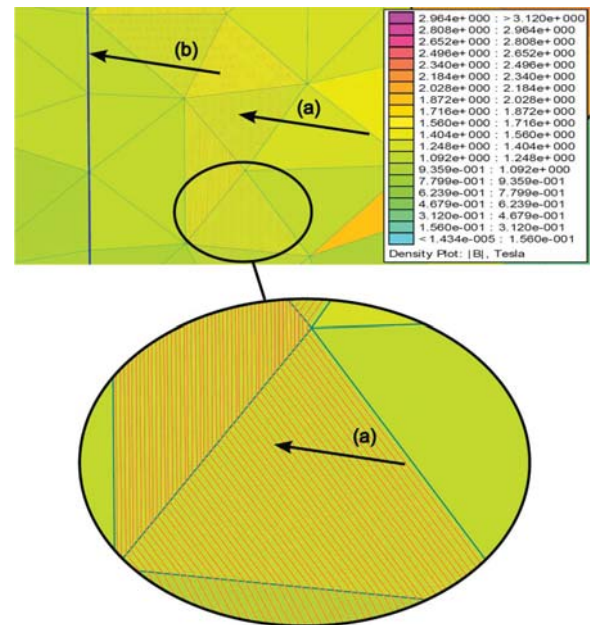 (b)
(a)
2.964e+000 : >3.120e+000
2.808e+000 : 2.964e+000
2.652e+000 : 2.808e+000
2.496e+000 : 2.652e+000
2.340e+000 : 2.496e+000
2.184e+000 : 2.340e+000
2.028e+000 : 2.184e+000
1.872e+000 : 2.028e+000
1.716e+000 : 1.872e+000
1.560e+000 : 1.716e+000
1.404e+000 : 1.560e+000
1.248e+000 : 1.404e+000
1.092e+000 : 1.248e+000
9.359e-001 : 1.092e+000
7.799e-001 : 9.359e-001
6.239e-001 : 7.799e-001
4.679e-001 : 6.239e-001
3.120e-001 : 4.679e-001
1.560e-001 : 3.120e-001
<1.434e-005 : 1.560e-001
Density Plot: |B|, Tesla
(a)